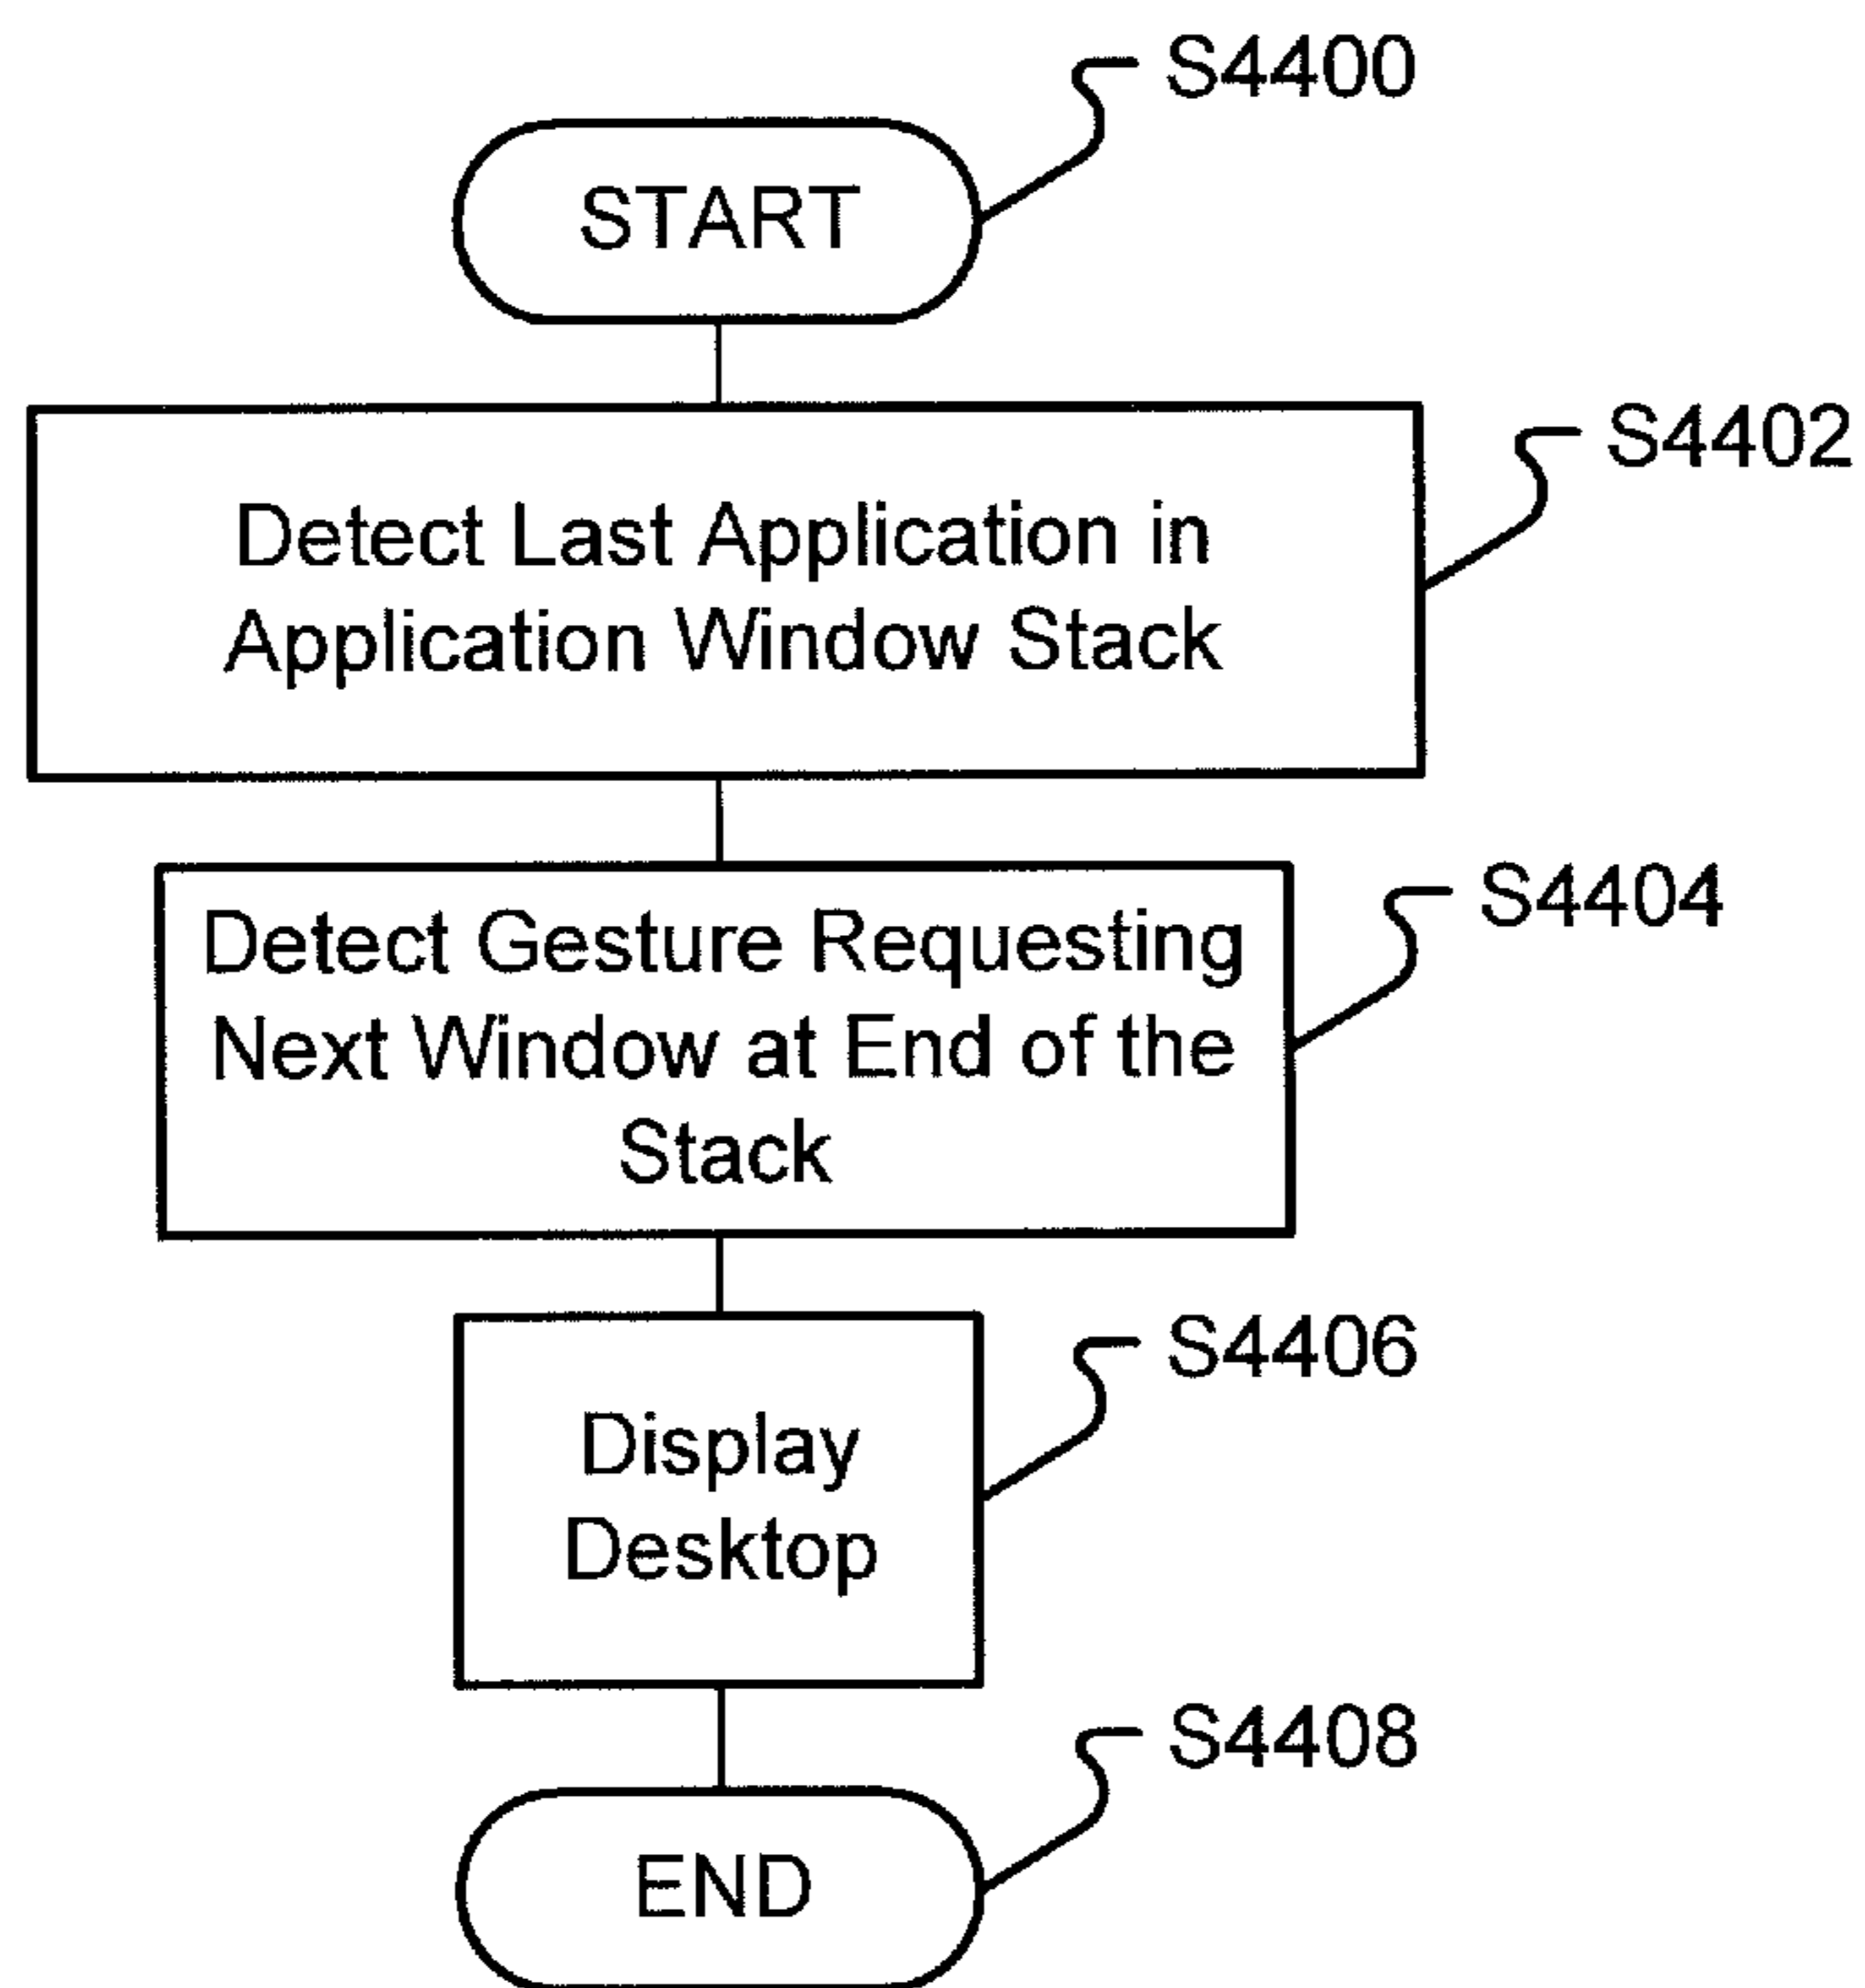 S4400
START
S4402
Detect Last Application in
Application Window Stack
S4404
Detect Gesture Requesting
Next Window at End of the
Stack
S4406
Display
Desktop
S4408
END